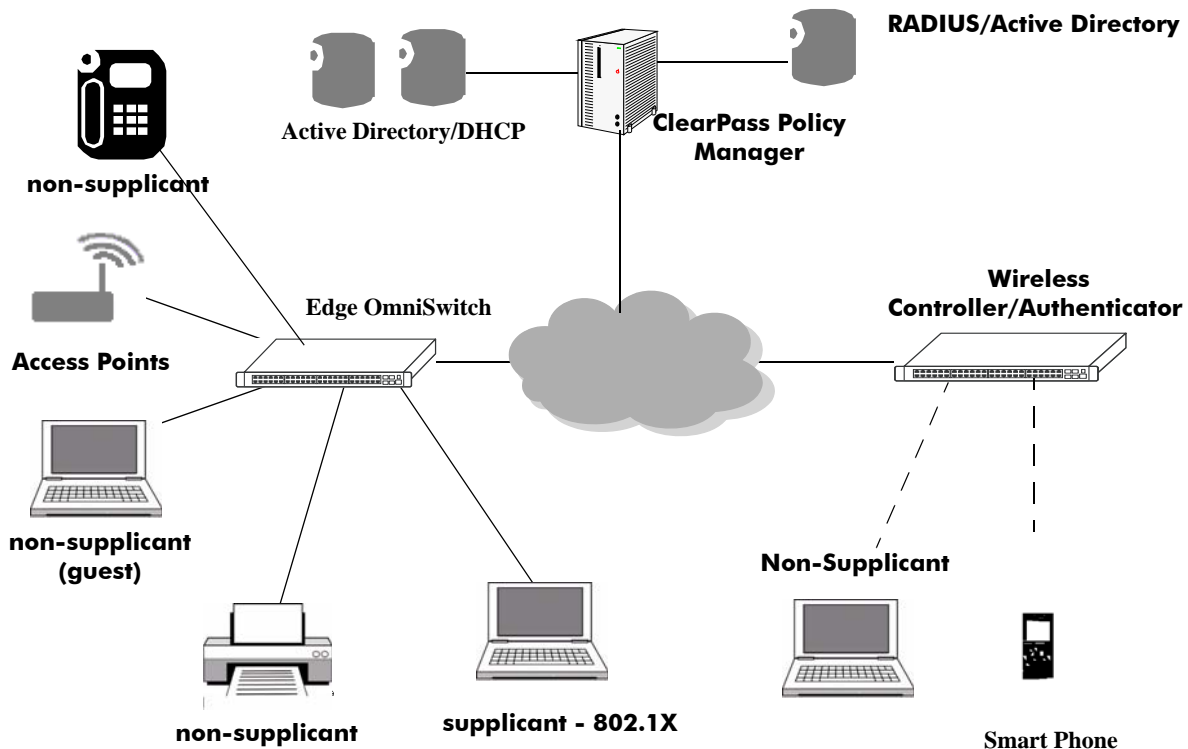 RADIUS/Active Directory
Active Directory/DHCP
ClearPass Policy
Manager
non-supplicant
Edge OmniSwitch
Wireless
Controller/Authenticator
Access Points
non-supplicant
(guest)
Non-Supplicant
non-supplicant
supplicant - 802.1X
Smart Phone